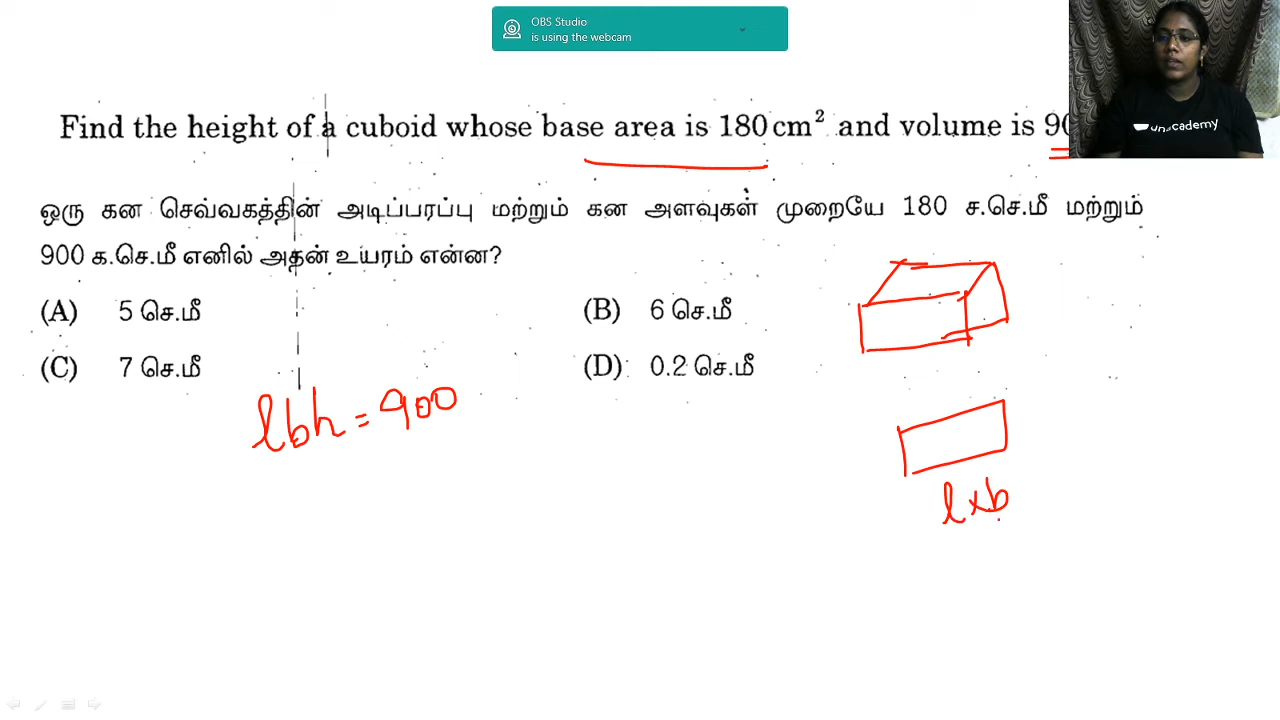 OBS Studio
is using the webcam
unacademy
Find the height of a cuboid whose base area is 180 cm² and volume is
ஒரு கன செவ்வகத்தின் அடிப்பரப்பு மற்றும் கன அளவுகள் முறையே 180 ச.செ.மீ மற்றும்
900 க.செ.மீ எனில் அதன் உயரம் என்ன?
(A) 5 செ.மீ (B) 6 செ.மீ
(C) 7 செ.மீ (D) 0.2 செ.மீ
lbh = 900
l×b